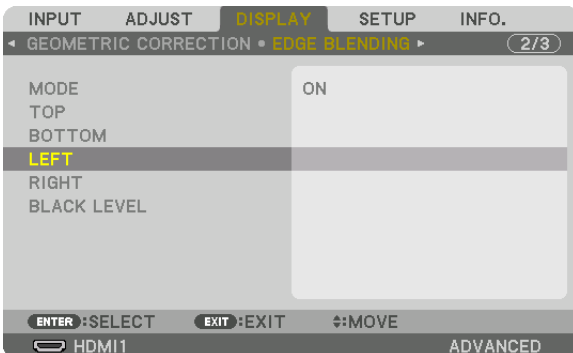 INPUT ADJUST DISPLAY SETUP INFO.
GEOMETRIC CORRECTION • EDGE BLENDING 2/3
MODE ON
TOP
BOTTOM
LEFT
RIGHT
BLACK LEVEL
ENTER :SELECT EXIT :EXIT :MOVE
HDMI1 ADVANCED